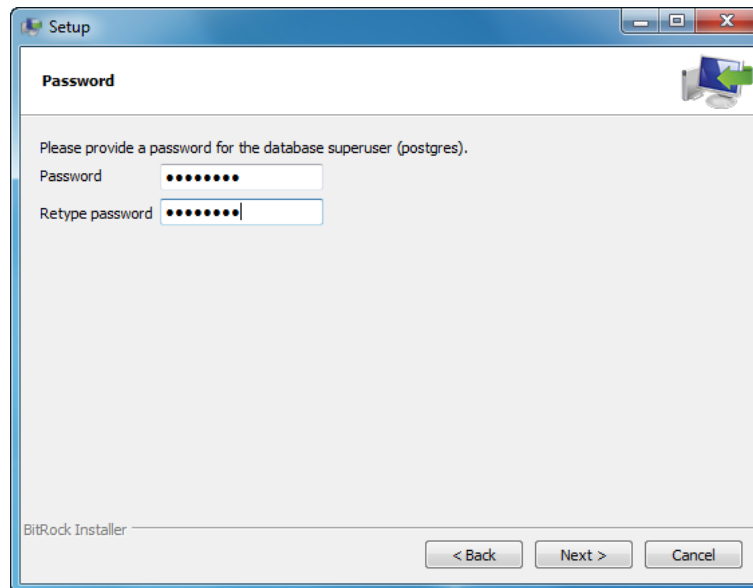 Setup
Password
Please provide a password for the database superuser (postgres).
Password ••••••••
Retype password ••••••••
BitRock Installer
< Back Next > Cancel